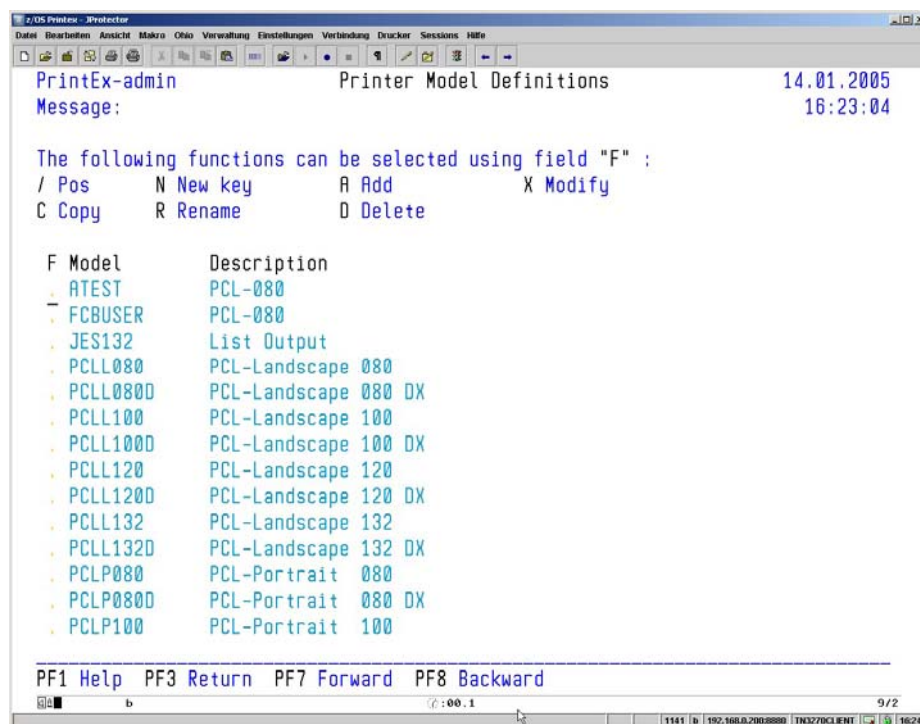 z/OS Printex - JProtector
Datei Bearbeiten Ansicht Makro Ohio Verwaltung Einstellungen Verbindung Drucker Sessions Hilfe
PrintEx-admin Printer Model Definitions 14.01.2005
Message: 16:23:04
The following functions can be selected using field "F" :
/ Pos N New key A Add X Modify
C Copy R Rename D Delete
F Model Description
. ATEST PCL-080
. FCBUSER PCL-080
. JES132 List Output
. PCLL080 PCL-Landscape 080
. PCLL080D PCL-Landscape 080 DX
. PCLL100 PCL-Landscape 100
. PCLL100D PCL-Landscape 100 DX
. PCLL120 PCL-Landscape 120
. PCLL120D PCL-Landscape 120 DX
. PCLL132 PCL-Landscape 132
. PCLL132D PCL-Landscape 132 DX
. PCLP080 PCL-Portrait 080
. PCLP080D PCL-Portrait 080 DX
. PCLP100 PCL-Portrait 100
PF1 Help PF3 Return PF7 Forward PF8 Backward
b :00.1 9/2
1141 b 192.168.0.200:8080 TN3270CLIENT